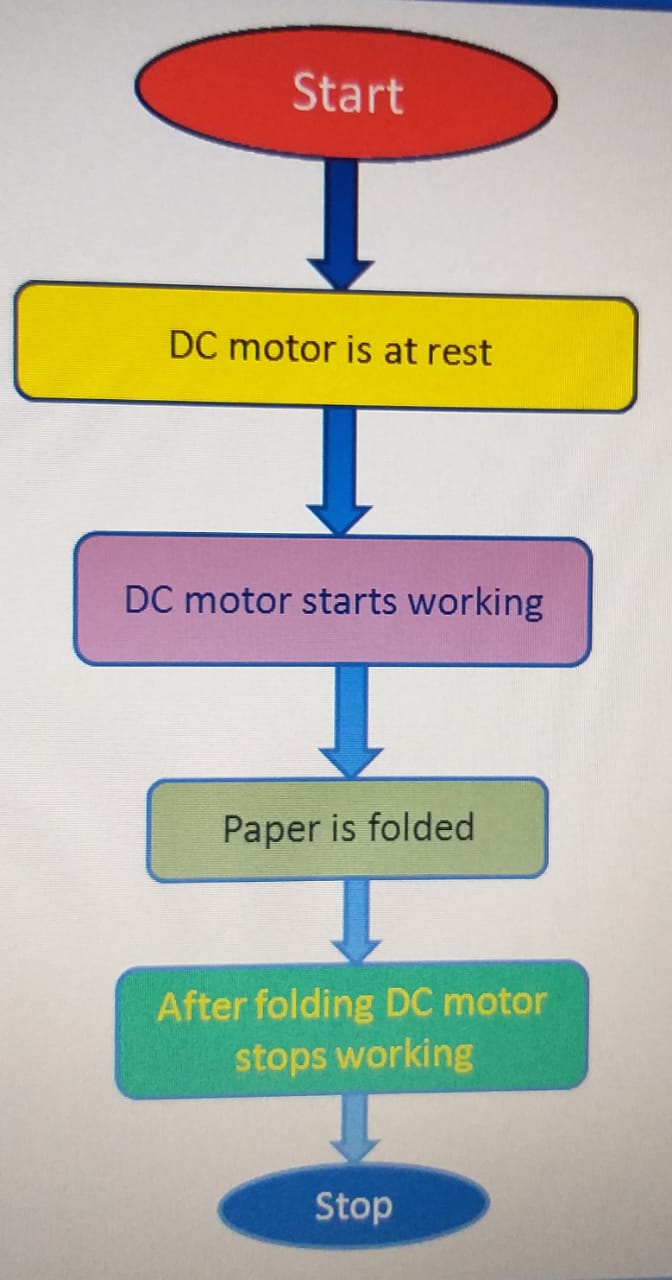 Start
DC motor is at rest
DC motor starts working
Paper is folded
After folding DC motor
stops working
Stop